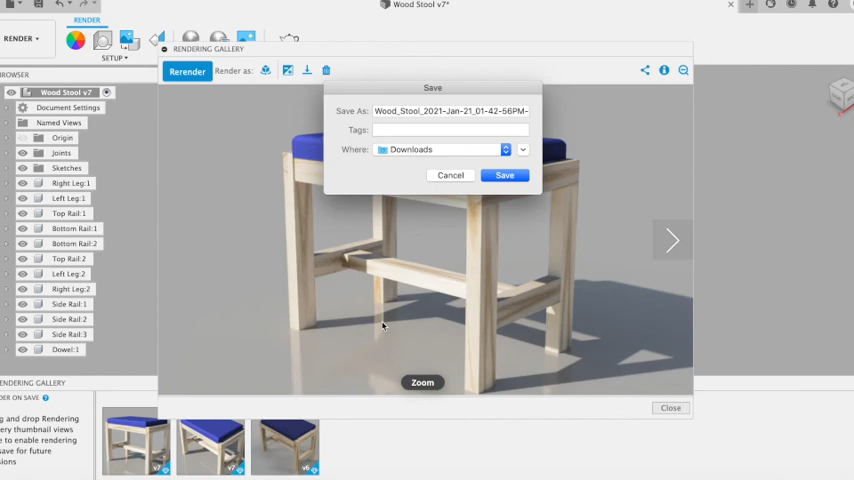 Wood Stool v7*
RENDER
RENDER
SETUP
RENDERING GALLERY
Rerender
Render as:
Save
Save As: Wood_Stool_2021-Jan-21_01-42-56PM-
Tags:
Where: Downloads
Cancel Save
BROWSER
Wood Stool v7
Document Settings
Named Views
Origin
Joints
Sketches
Right Leg:1
Left Leg:1
Top Rail:1
Bottom Rail:1
Bottom Rail:2
Top Rail:2
Left Leg:2
Right Leg:2
Side Rail:1
Side Rail:2
Side Rail:3
Dowel:1
Zoom
Close
ENDERING GALLERY
DER ON SAVE
g and drop Rendering
ery thumbnail views
e to enable rendering
save for future
sions
v7 v7 v6